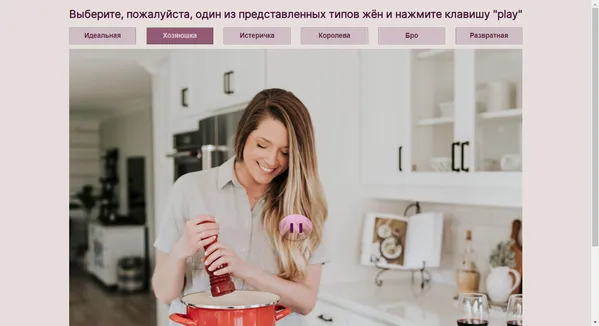 Выберите, пожалуйста, один из представленных типов жён и нажмите клавишу "play"
Идеальная Хозяюшка Истеричка Королева Бро Развратная